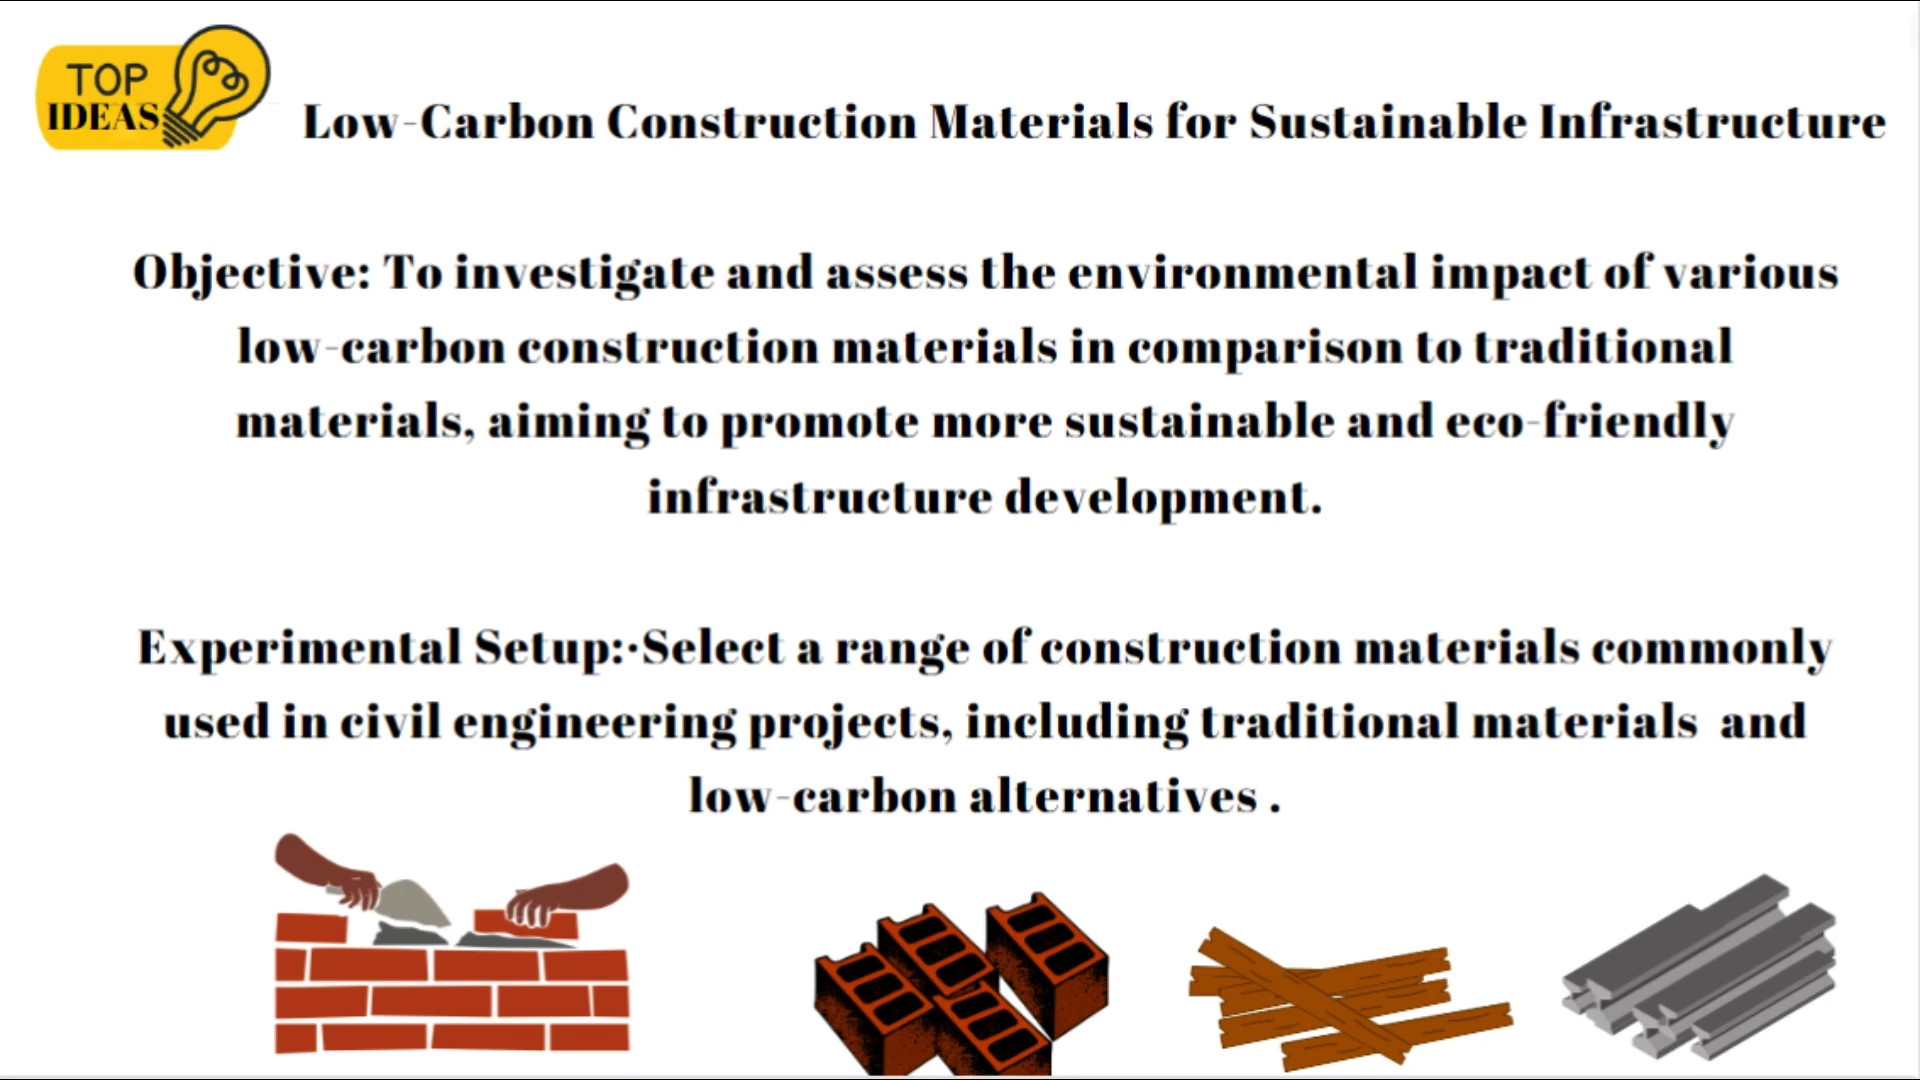 TOP
IDEAS
Low-Carbon Construction Materials for Sustainable Infrastructure
Objective: To investigate and assess the environmental impact of various
low-carbon construction materials in comparison to traditional
materials, aiming to promote more sustainable and eco-friendly
infrastructure development.
Experimental Setup:·Select a range of construction materials commonly
used in civil engineering projects, including traditional materials  and
low-carbon alternatives .